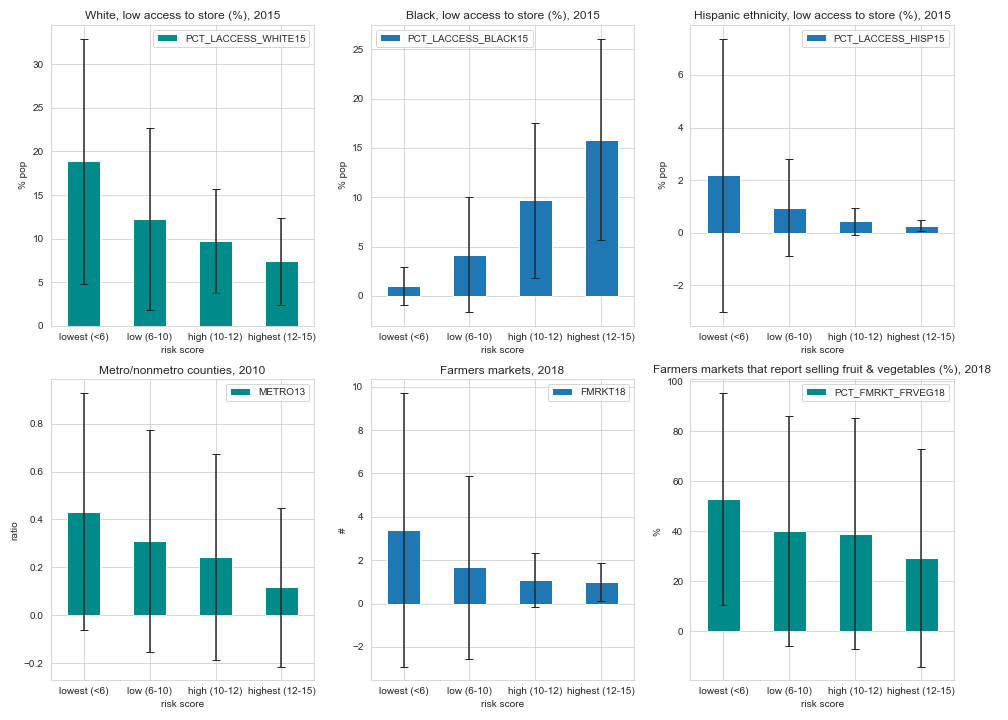 White, low access to store (%), 2015
PCT_LACCESS_WHITE15
% pop
30
25
20
15
10
5
0
lowest (<6) low (6-10) high (10-12) highest (12-15)
risk score
Black, low access to store (%), 2015
PCT_LACCESS_BLACK15
% pop
25
20
15
10
5
0
lowest (<6) low (6-10) high (10-12) highest (12-15)
risk score
Hispanic ethnicity, low access to store (%), 2015
PCT_LACCESS_HISP15
% pop
6
4
2
0
−2
lowest (<6) low (6-10) high (10-12) highest (12-15)
risk score
Metro/nonmetro counties, 2010
METRO13
ratio
0.8
0.6
0.4
0.2
0.0
−0.2
lowest (<6) low (6-10) high (10-12) highest (12-15)
risk score
Farmers markets, 2018
FMRKT18
#
10
8
6
4
2
0
−2
lowest (<6) low (6-10) high (10-12) highest (12-15)
risk score
Farmers markets that report selling fruit & vegetables (%), 2018
PCT_FMRKT_FRVEG18
%
100
80
60
40
20
0
lowest (<6) low (6-10) high (10-12) highest (12-15)
risk score